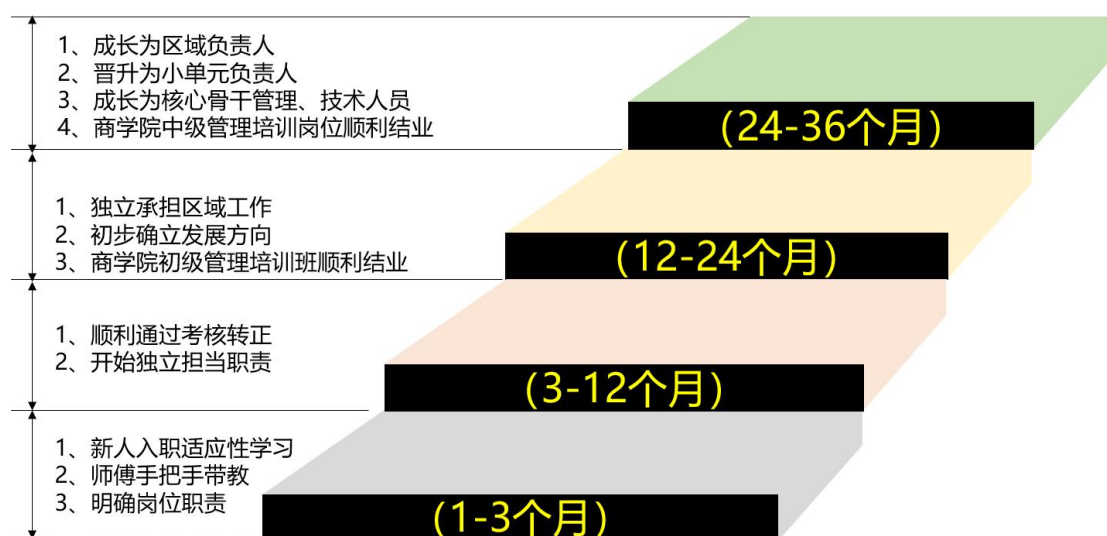 1、成长为区域负责人
2、晋升为小单元负责人
3、成长为核心骨干管理、技术人员
4、商学院中级管理培训岗位顺利结业
（24-36个月）
1、独立承担区域工作
2、初步确立发展方向
3、商学院初级管理培训班顺利结业
（12-24个月）
1、顺利通过考核转正
2、开始独立担当职责
（3-12个月）
1、新人入职适应性学习
2、师傅手把手带教
3、明确岗位职责
（1-3个月）